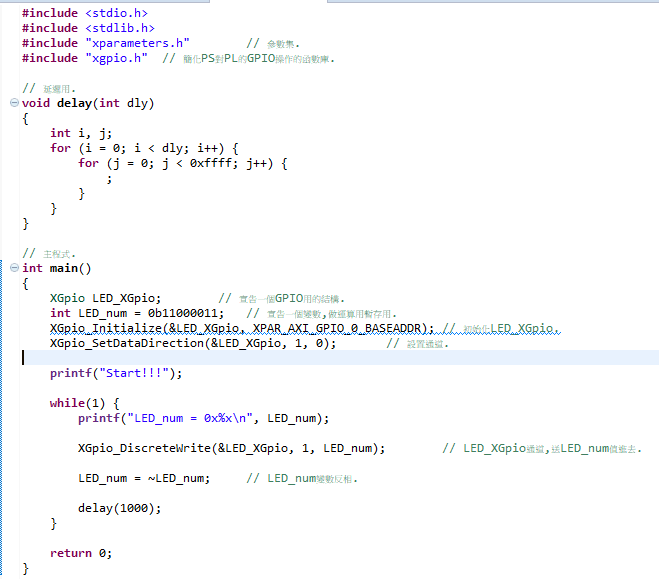 #include <stdio.h>
#include <stdlib.h>
#include "xparameters.h" // 參數集.
#include "xgpio.h" // 簡化PS對PL的GPIO操作的函數庫.
// 延遲用.
void delay(int dly)
{
int i, j;
for (i = 0; i < dly; i++) {
for (j = 0; j < 0xffff; j++) {
;
}
}
}
// 主程式.
int main()
{
XGpio LED_XGpio; // 宣告一個GPIO用的結構.
int LED_num = 0b11000011; // 宣告一個變數,做運算用暫存用.
XGpio_Initialize(&LED_XGpio, XPAR_AXI_GPIO_0_BASEADDR); // 初始化LED_XGpio.
XGpio_SetDataDirection(&LED_XGpio, 1, 0); // 設置通道.
printf("Start!!!");
while(1) {
printf("LED_num = 0x%x\n", LED_num);
XGpio_DiscreteWrite(&LED_XGpio, 1, LED_num); // LED_XGpio通道,送LED_num值進去.
LED_num = ~LED_num; // LED_num變數反相.
delay(1000);
}
return 0;
}